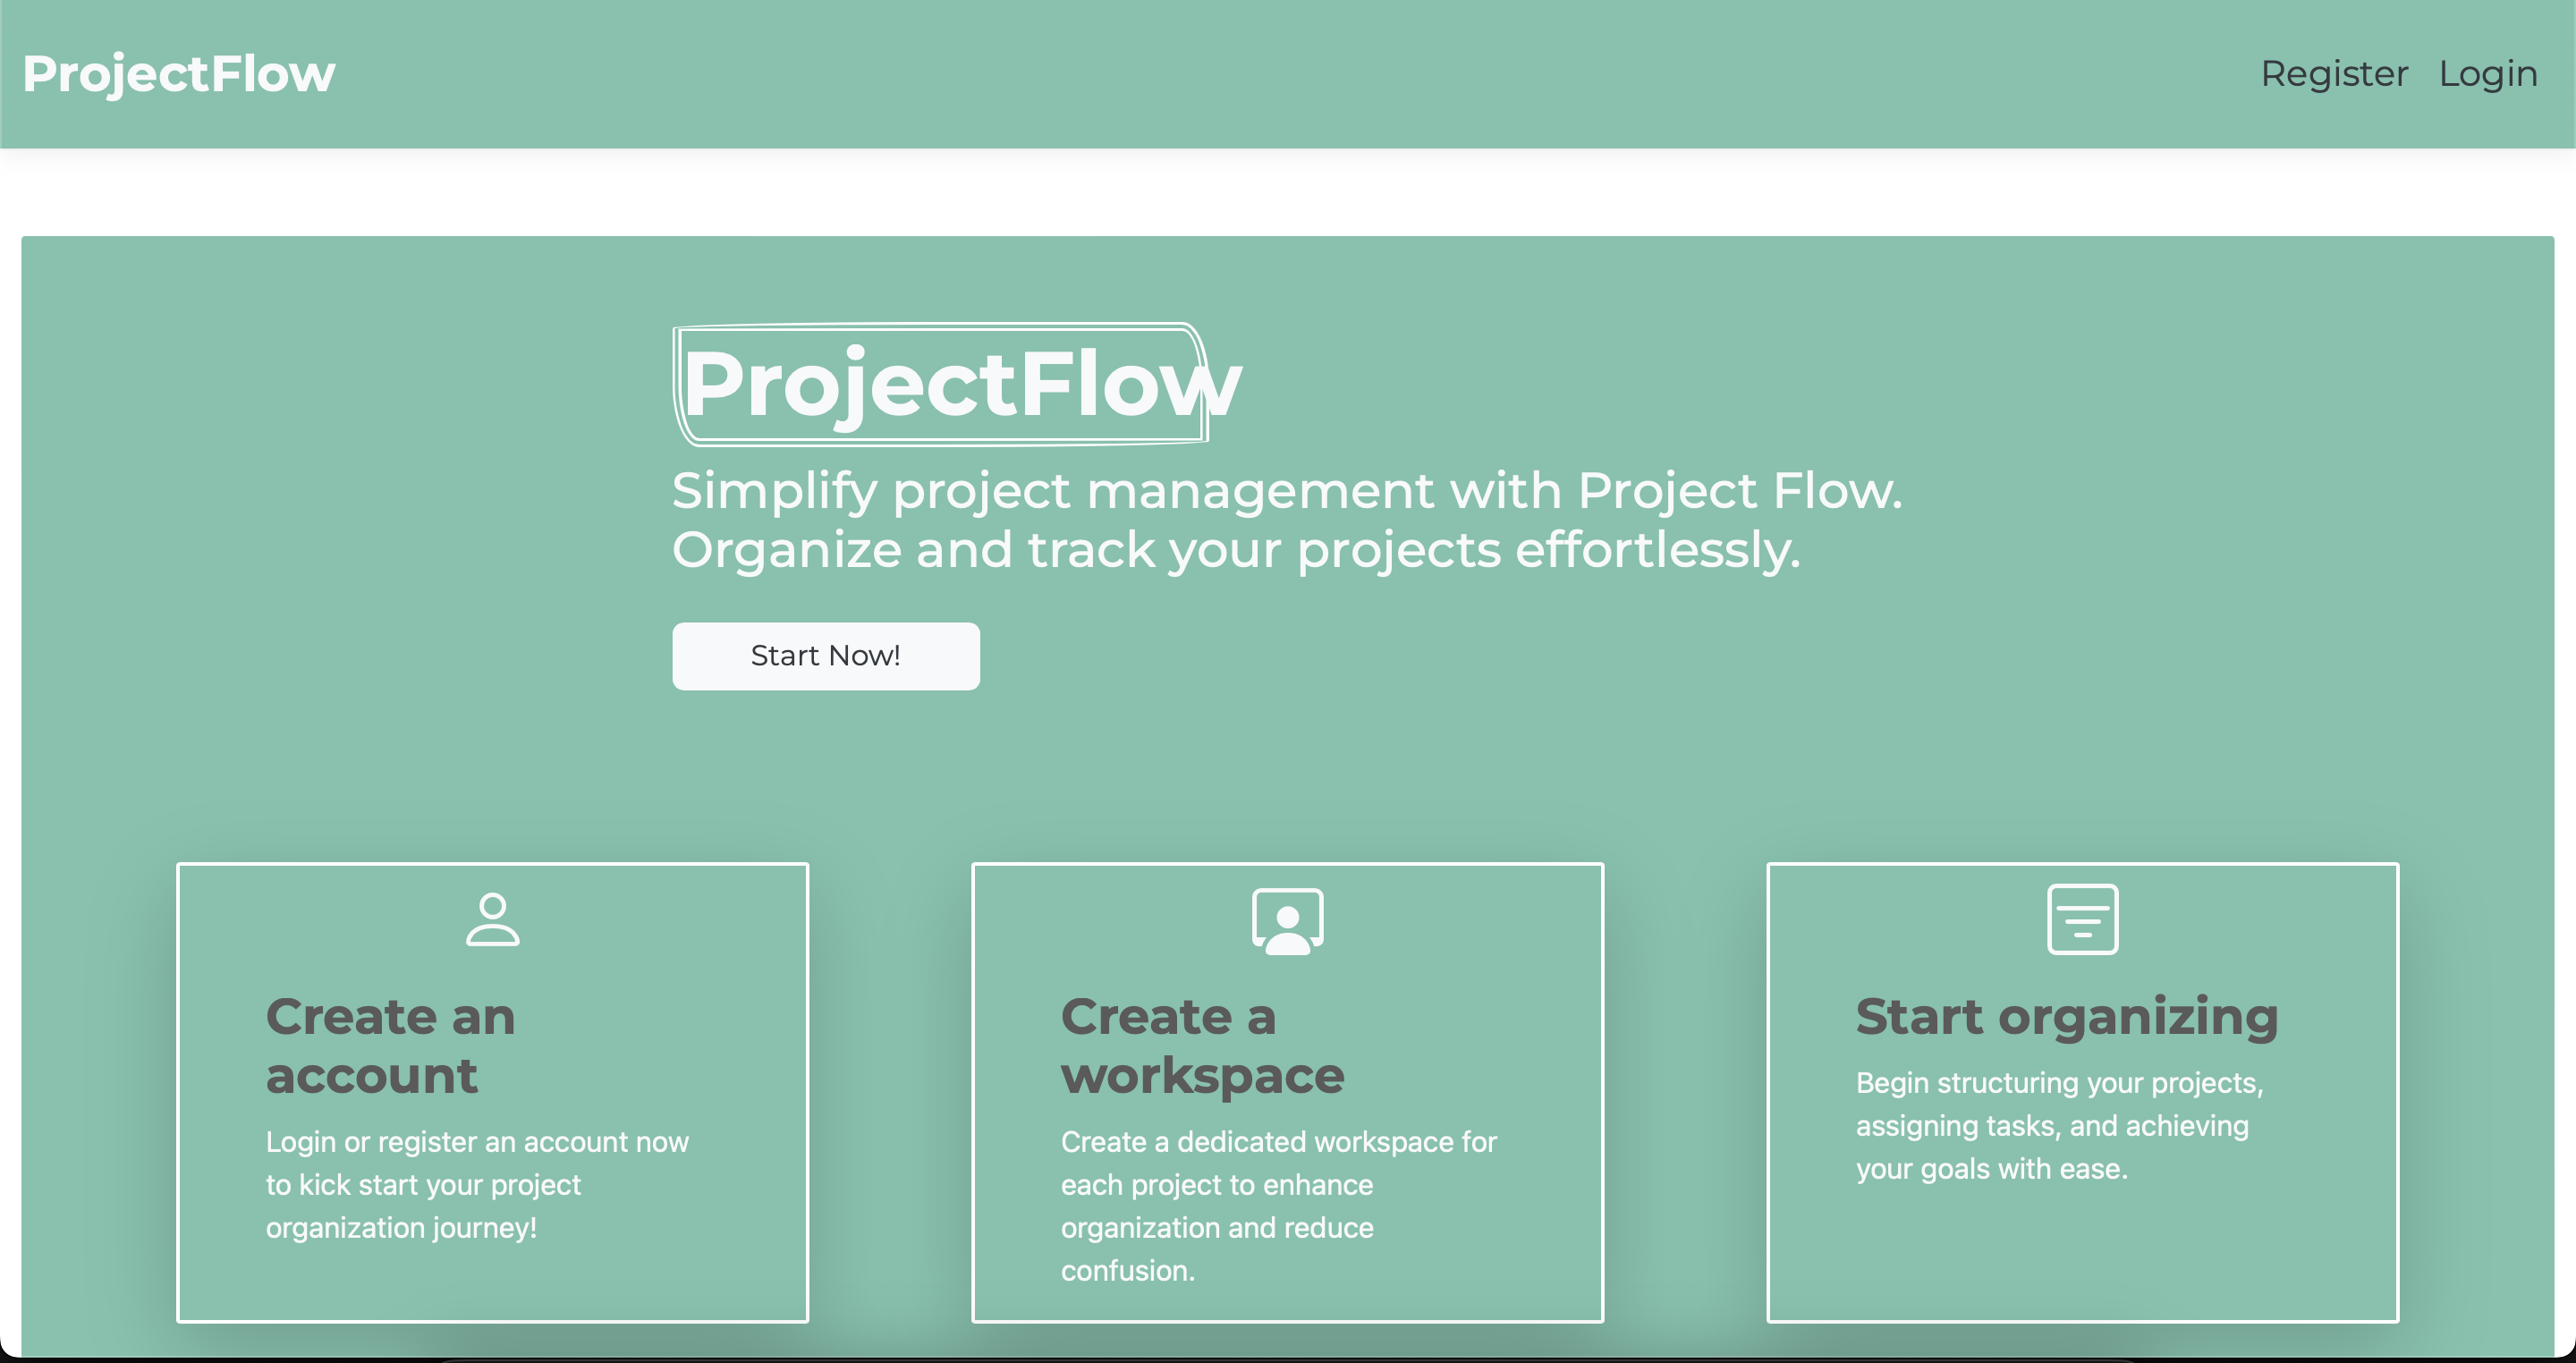 ProjectFlow
Register Login
ProjectFlow
Simplify project management with Project Flow.
Organize and track your projects effortlessly.
Start Now!
Create an
account
Login or register an account now
to kick start your project
organization journey!
Create a
workspace
Create a dedicated workspace for
each project to enhance
organization and reduce
confusion.
Start organizing
Begin structuring your projects,
assigning tasks, and achieving
your goals with ease.